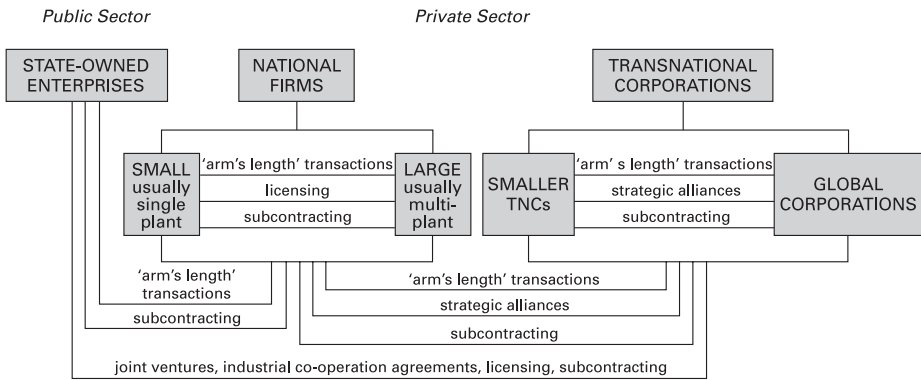 Public Sector
Private Sector
STATE-OWNED
ENTERPRISES
NATIONAL
FIRMS
TRANSNATIONAL
CORPORATIONS
SMALL
usually
single
plant
‘arm’s length’ transactions
licensing
subcontracting
LARGE
usually
multi-
plant
SMALLER
TNCs
‘arm’ s length’ transactions
strategic alliances
subcontracting
GLOBAL
CORPORATIONS
‘arm’s length’
transactions
subcontracting
‘arm’s length’ transactions
strategic alliances
subcontracting
joint ventures, industrial co-operation agreements, licensing, subcontracting